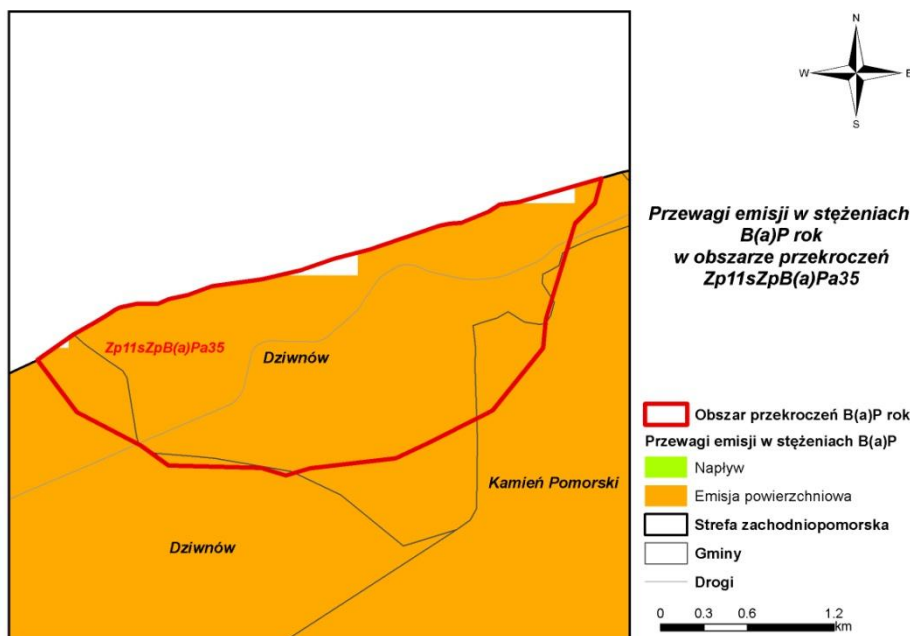 N
W
E
S
Przewagi emisji w stężeniach
B(a)P rok
w obszarze przekroczeń
Zp11sZpB(a)Pa35
Zp11sZpB(a)Pa35
Dziwnów
Kamień Pomorski
Dziwnów
Obszar przekroczeń B(a)P rok
Przewagi emisji w stężeniach B(a)P
Napływ
Emisja powierzchniowa
Strefa zachodniopomorska
Gminy
Drogi
0 0.3 0.6 1.2
km